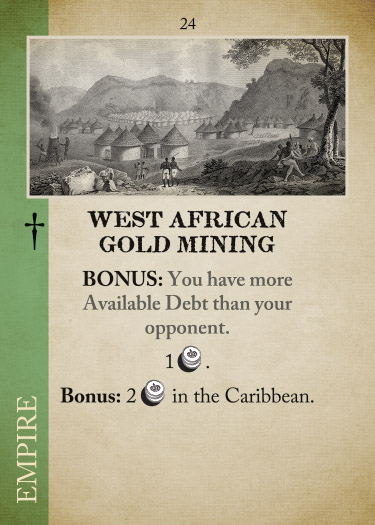 24
WEST AFRICAN
GOLD MINING
BONUS: You have more
Available Debt than your
opponent.
1 .
Bonus: 2 in the Caribbean.
EMPIRE